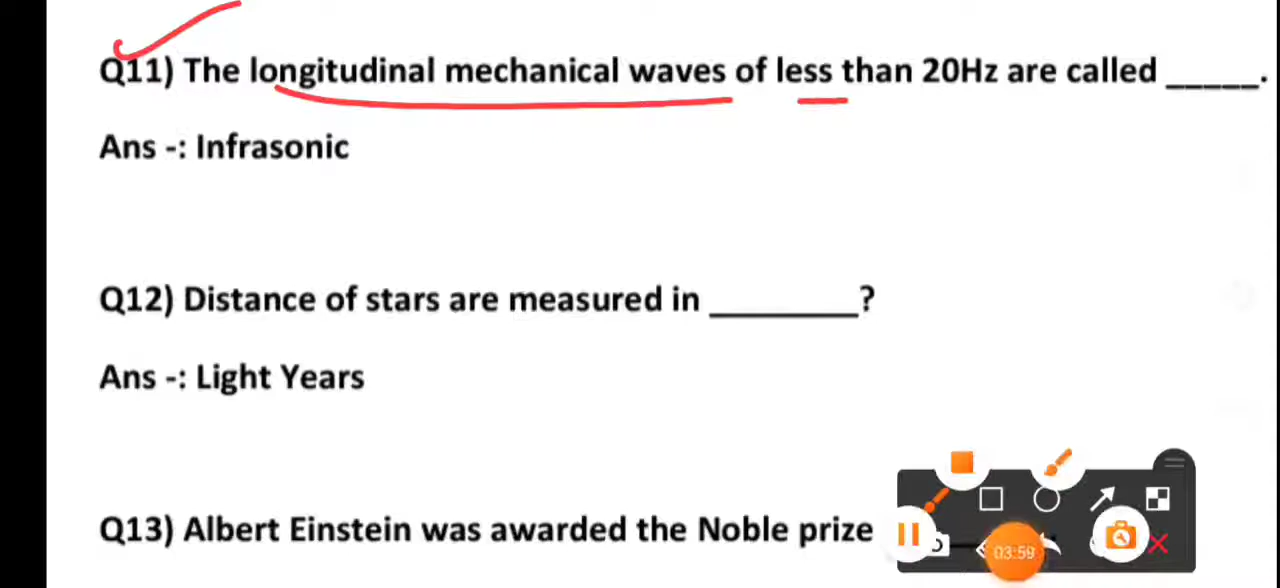 Q11) The longitudinal mechanical waves of less than 20Hz are called _____.
Ans -: Infrasonic
Q12) Distance of stars are measured in ________?
Ans -: Light Years
Q13) Albert Einstein was awarded the Noble prize
03:59